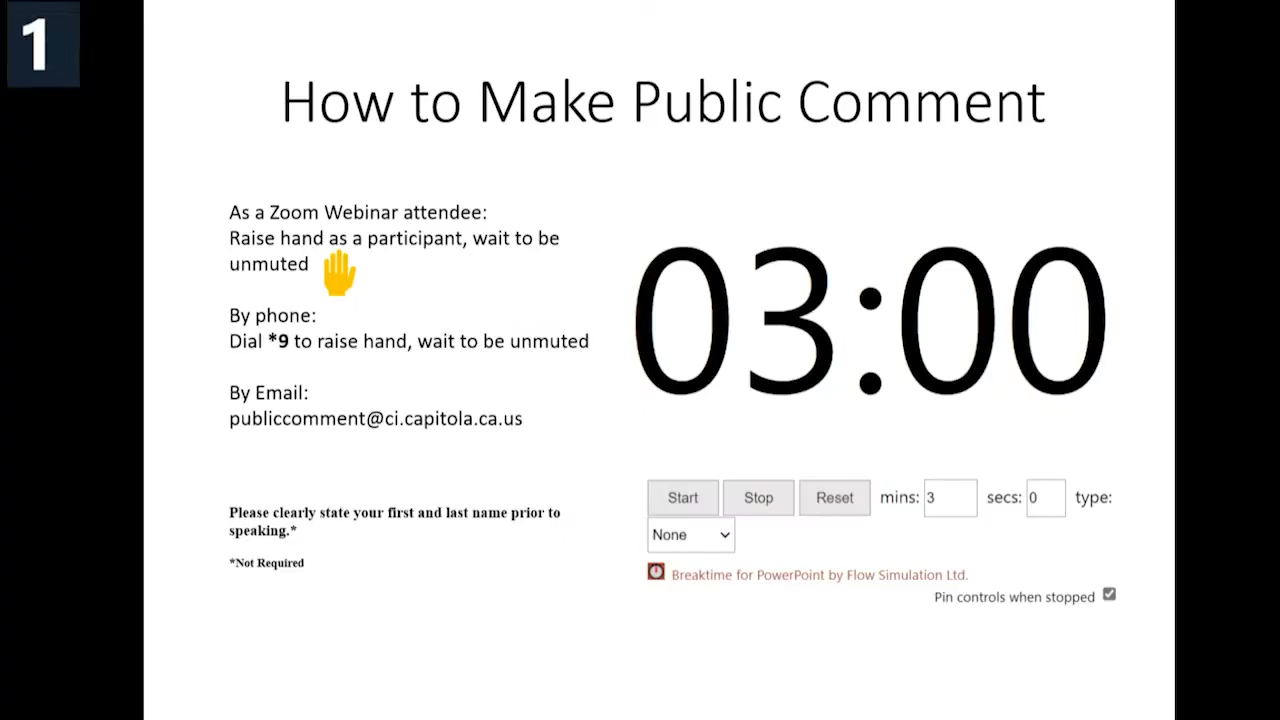 1
How to Make Public Comment
As a Zoom Webinar attendee:
Raise hand as a participant, wait to be
unmuted
By phone:
Dial *9 to raise hand, wait to be unmuted
By Email:
publiccomment@ci.capitola.ca.us
Please clearly state your first and last name prior to
speaking.*
*Not Required
03:00
Start Stop Reset mins: 3 secs: 0 type:
None
Breaktime for PowerPoint by Flow Simulation Ltd.
Pin controls when stopped